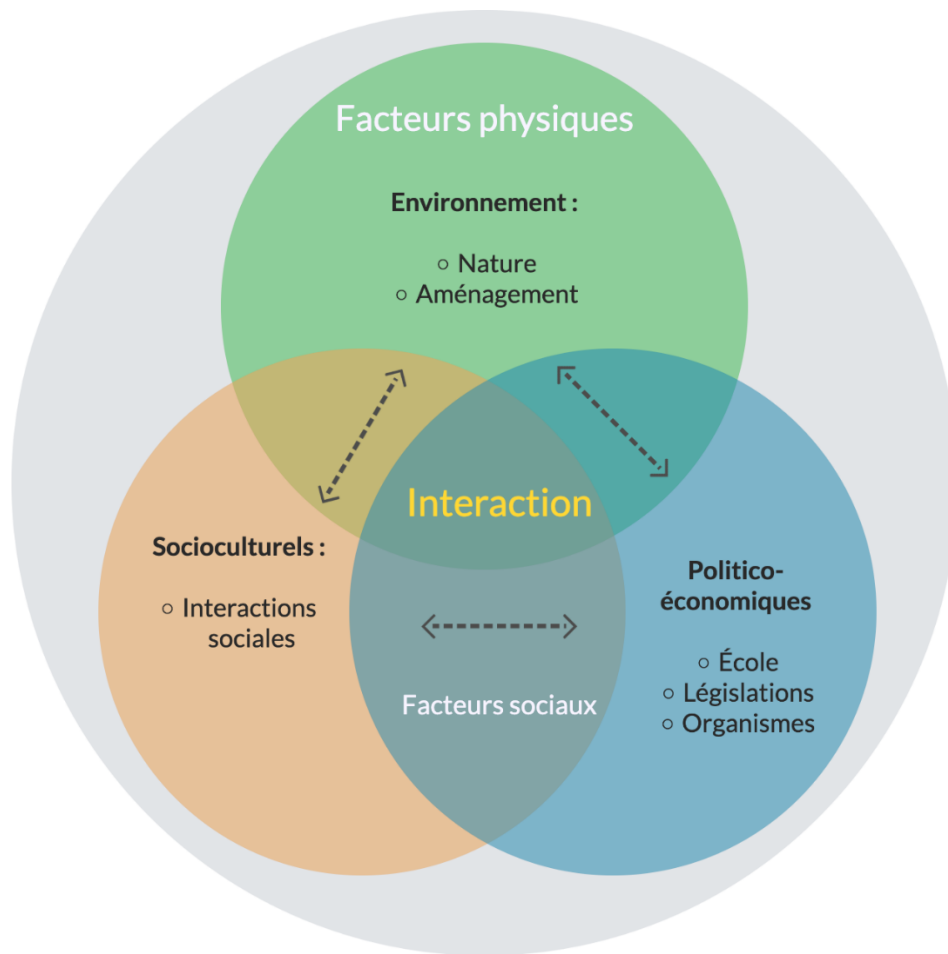 Facteurs physiques
Environnement :
○ Nature
○ Aménagement
Interaction
Socioculturels :
○ Interactions
sociales
Politico-
économiques
○ École
○ Législations
○ Organismes
Facteurs sociaux